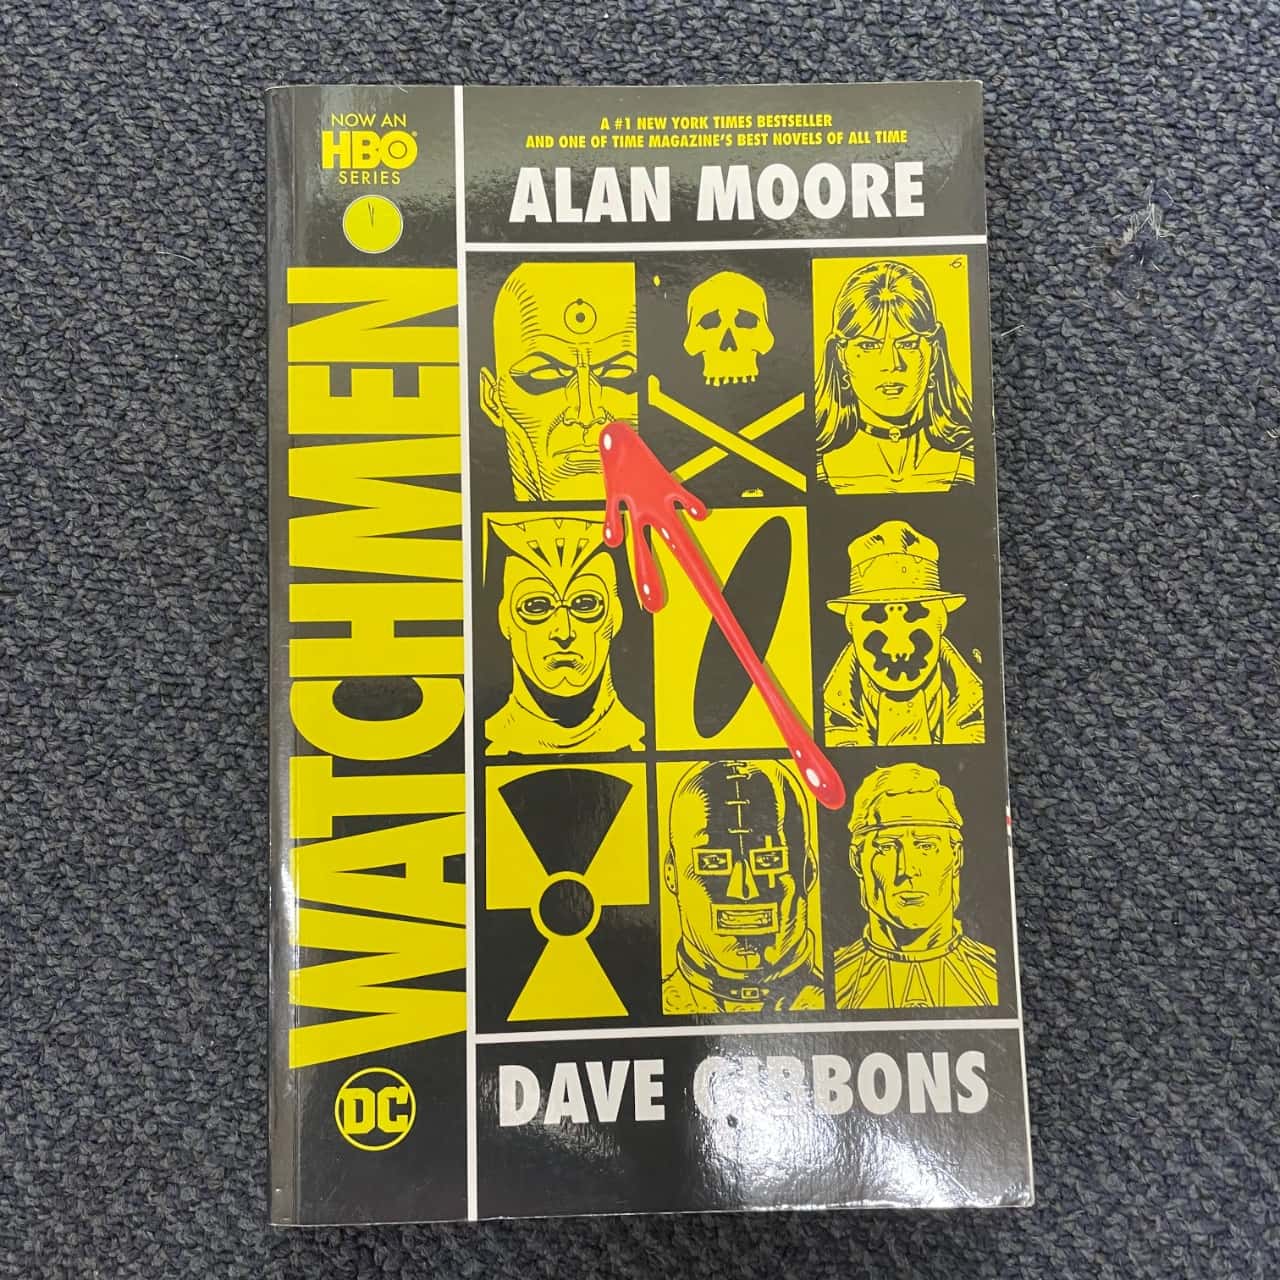 NOW AN
HBO
SERIES
WATCHMEN
DC
A #1 NEW YORK TIMES BESTSELLER
AND ONE OF TIME MAGAZINE'S BEST NOVELS OF ALL TIME
ALAN MOORE
DAVE GIBBONS